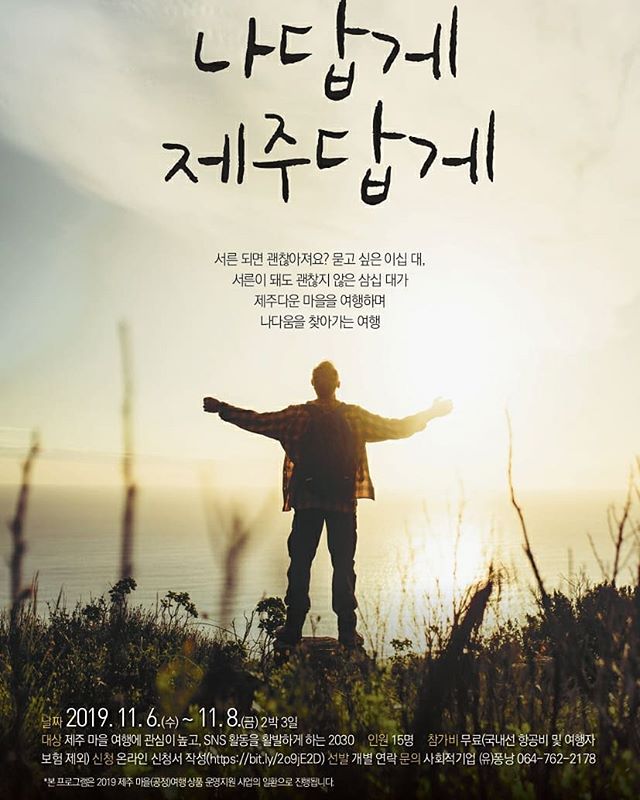 나답게
제주답게
서른 되면 괜찮아져요? 묻고 싶은 이십 대,
서른이 돼도 괜찮지 않은 삼십 대가
제주다운 마을을 여행하며
나다움을 찾아가는 여행
날짜 2019. 11. 6.(수) ~ 11. 8.(금) 2박 3일
대상 제주 마을 여행에 관심이 높고, SNS 활동을 활발하게 하는 2030 인원 15명 참가비 무료(국내선 항공비 및 여행자
보험 제외) 신청 온라인 신청서 작성(https://bit.ly/2o9jE2D) 선발 개별 연락 문의 사회적기업 (유)퐁낭 064-762-2178
*본 프로그램은 2019 제주 마을(공정)여행 상품 운영지원 사업의 일환으로 진행됩니다.